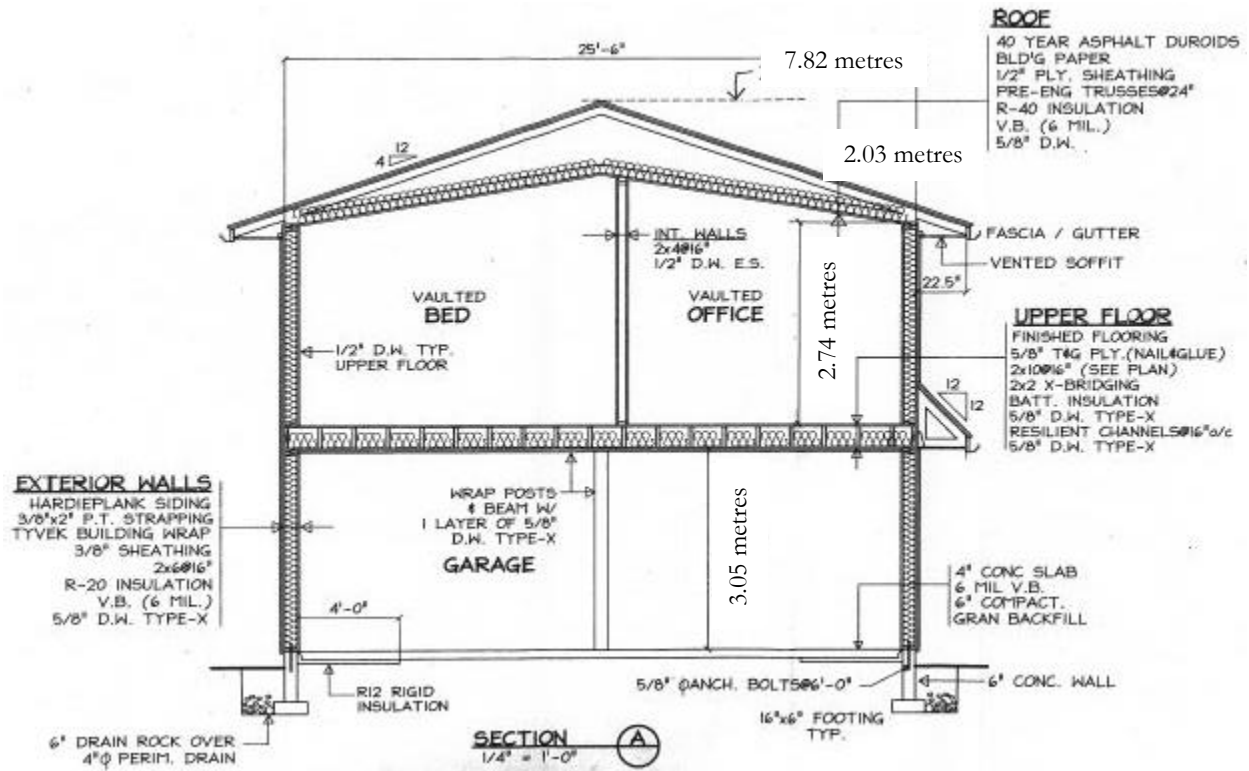 ROOF
40 YEAR ASPHALT DUROIDS
BLD'G PAPER
1/2" PLY. SHEATHING
PRE-ENG TRUSSES@24"
R-40 INSULATION
V.B. (6 MIL.)
5/8" D.W.
25'-6"
7.82 metres
12
4
2.03 metres
INT. WALLS
2x4@16"
1/2" D.W. E.S.
FASCIA / GUTTER
VENTED SOFFIT
22.5"
VAULTED
BED
VAULTED
OFFICE
2.74 metres
1/2" D.W. TYP.
UPPER FLOOR
UPPER FLOOR
FINISHED FLOORING
5/8" T&G PLY.(NAIL&GLUE)
2x10@16" (SEE PLAN)
2x2 X-BRIDGING
BATT. INSULATION
5/8" D.W. TYPE-X
RESILIENT CHANNELS@16"o/c
5/8" D.W. TYPE-X
12
12
EXTERIOR WALLS
HARDIEPLANK SIDING
3/8"x2" P.T. STRAPPING
TYVEK BUILDING WRAP
3/8" SHEATHING
2x6@16"
R-20 INSULATION
V.B. (6 MIL.)
5/8" D.W. TYPE-X
WRAP POSTS
& BEAM W/
1 LAYER OF 5/8"
D.W. TYPE-X
GARAGE
3.05 metres
4'-0"
4" CONC SLAB
6 MIL V.B.
6" COMPACT.
GRAN BACKFILL
R12 RIGID
INSULATION
5/8" ϕANCH. BOLTS@6'-0"
6" CONC. WALL
16"x6" FOOTING
TYP.
6" DRAIN ROCK OVER
4"ϕ PERIM. DRAIN
SECTION A
1/4" = 1'-0"